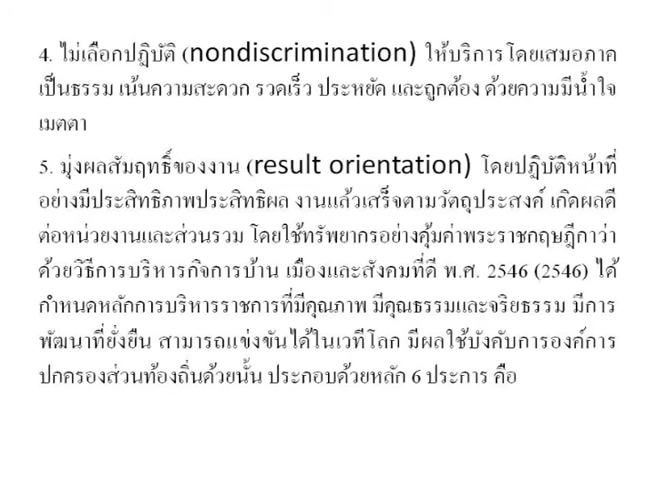 4. ไม่เลือกปฏิบัติ (nondiscrimination) ให้บริการโดยเสมอภาค
เป็นธรรม เน้นความสะดวก รวดเร็ว ประหยัด และถูกต้อง ด้วยความมีน้ำใจ
เมตตา
5. มุ่งผลสัมฤทธิ์ของงาน (result orientation) โดยปฏิบัติหน้าที่
อย่างมีประสิทธิภาพประสิทธิผล งานแล้วเสร็จตามวัตถุประสงค์ เกิดผลดี
ต่อหน่วยงานและส่วนรวม โดยใช้ทรัพยากรอย่างคุ้มค่าพระราชกฤษฎีกาว่า
ด้วยวิธีการบริหารกิจการบ้าน เมืองและสังคมที่ดี พ.ศ. 2546 (2546) ได้
กำหนดหลักการบริหารราชการที่มีคุณภาพ มีคุณธรรมและจริยธรรม มีการ
พัฒนาที่ยั่งยืน สามารถแข่งขันได้ในเวทีโลก มีผลใช้บังคับการองค์การ
ปกครองส่วนท้องถิ่นด้วยนั้น ประกอบด้วยหลัก 6 ประการ คือ